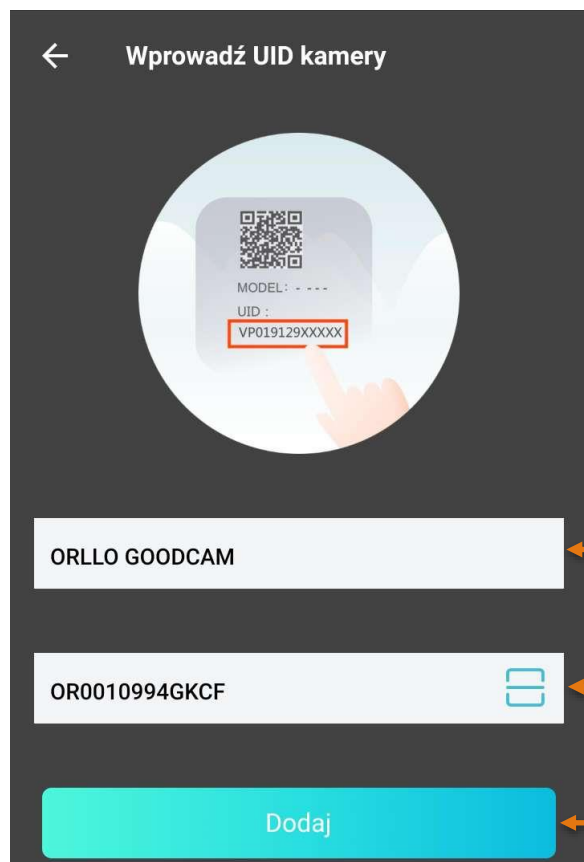 Wprowadź UID kamery
MODEL: - ---
UID :
VP019129XXXXX
ORLLO GOODCAM
OR0010994GKCF
Dodaj